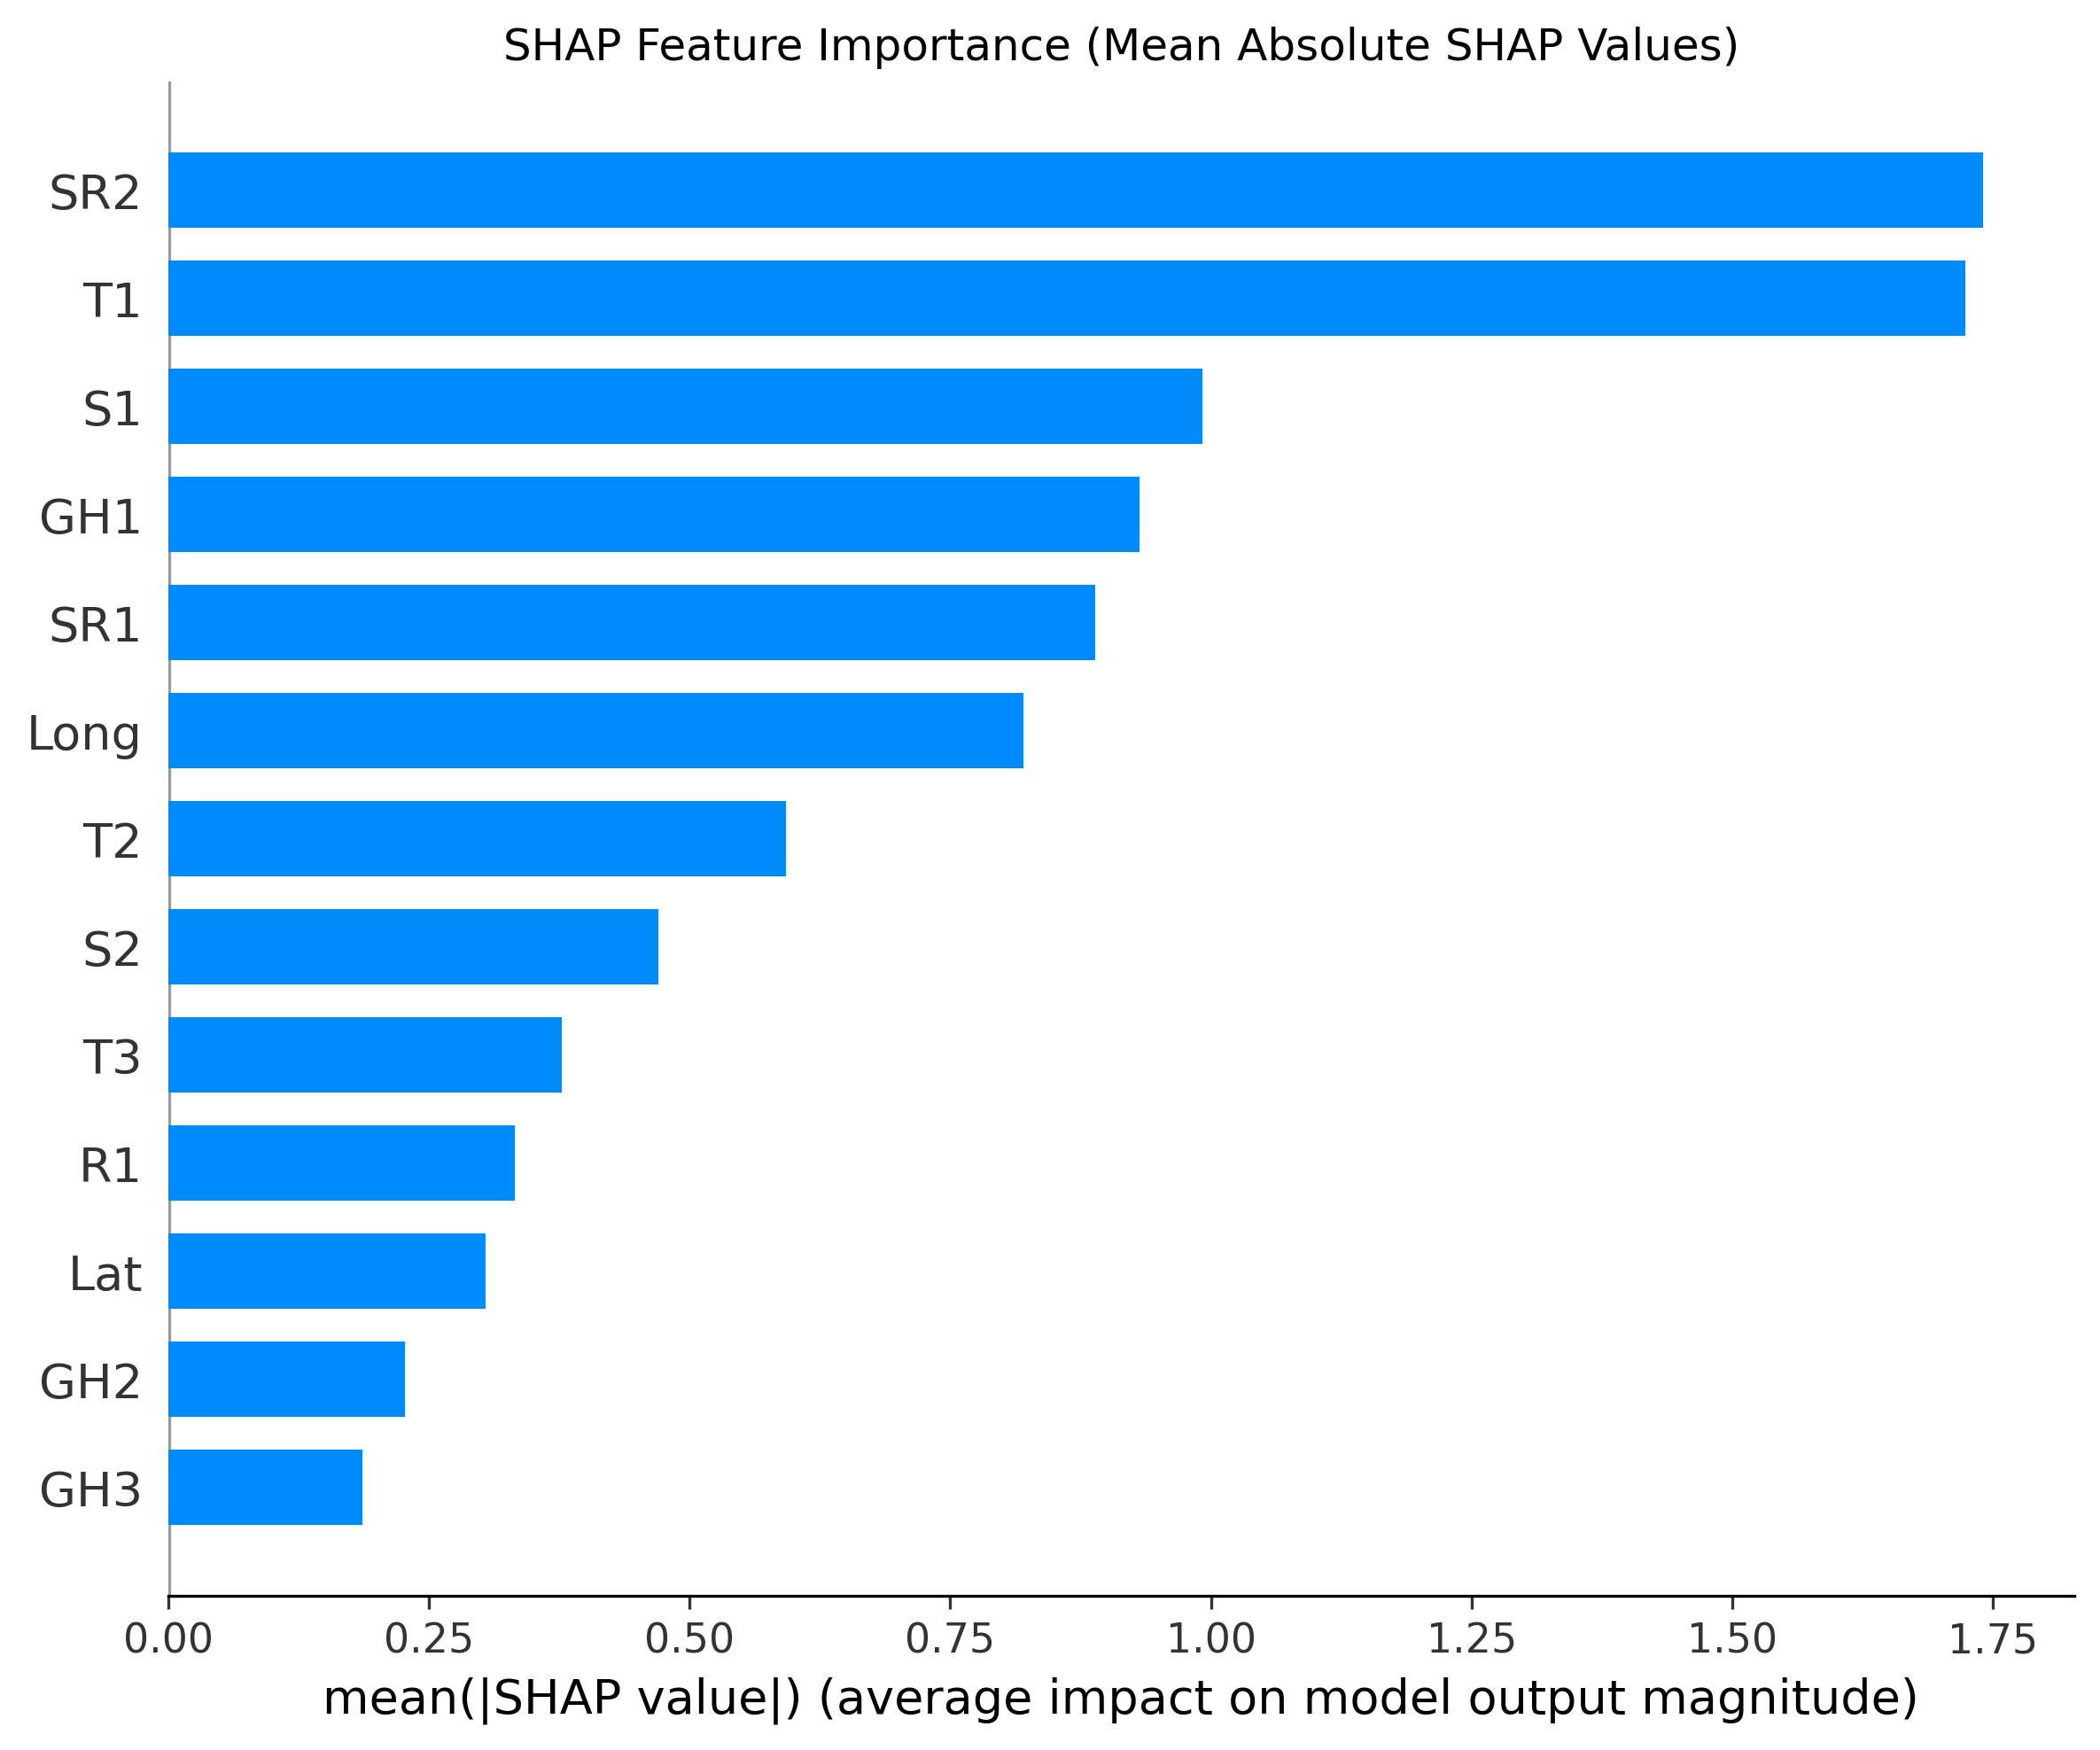 SHAP Feature Importance (Mean Absolute SHAP Values)
SR2
T1
S1
GH1
SR1
Long
T2
S2
T3
R1
Lat
GH2
GH3
0.00 0.25 0.50 0.75 1.00 1.25 1.50 1.75
mean(|SHAP value|) (average impact on model output magnitude)